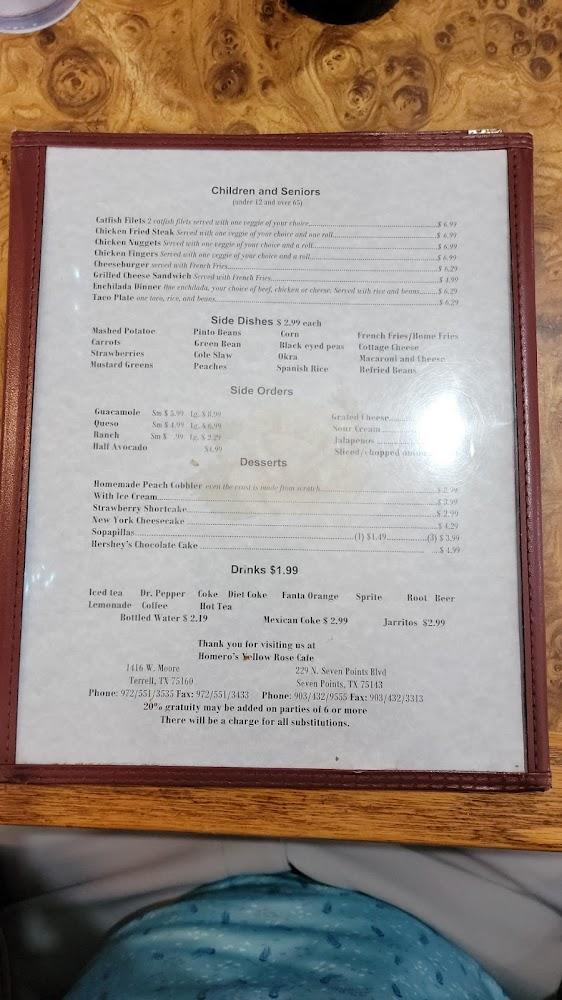 Children and Seniors
(under 12 and over 65)
Catfish Filets 2 catfish filets served with one veggie of your choice......$ 6.99
Chicken Fried Steak Served with one veggie of your choice and one roll......$ 6.99
Chicken Nuggets Served with one veggie of your choice and a roll......$ 6.99
Chicken Fingers Served with one veggie of your choice and a roll......$ 6.99
Cheeseburger served with French Fries......$ 6.29
Grilled Cheese Sandwich Served with French Fries......$ 4.99
Enchilada Dinner One enchilada, your choice of beef, chicken or cheese. Served with rice and beans......$ 6.29
Taco Plate one taco, rice, and beans......$ 6.29
Side Dishes $ 2.99 each
Mashed Potatoe Pinto Beans Corn French Fries/Home Fries
Carrots Green Bean Black eyed peas Cottage Cheese
Strawberries Cole Slaw Okra Macaroni and Cheese
Mustard Greens Peaches Spanish Rice Refried Beans
Side Orders
Guacamole Sm $ 5.99 Lg. $ 8.99 Grated Cheese
Queso Sm $ 4.99 Lg. $ 6.99 Sour Cream
Ranch Sm $ .99 Lg. $ 2.29 Jalapenos
Half Avocado $1.99 Sliced/chopped onions
Desserts
Homemade Peach Cobbler even the crust is made from scratch......$ 2.99
With Ice Cream......$ 3.99
Strawberry Shortcake......$ 2.99
New York Cheesecake......$ 4.29
Sopapillas......(1) $1.49......(3) $ 3.99
Hershey's Chocolate Cake......$ 4.99
Drinks $1.99
Iced tea Dr. Pepper Coke Diet Coke Fanta Orange Sprite Root Beer
Lemonade Coffee Hot Tea
Bottled Water $ 2.19 Mexican Coke $ 2.99 Jarritos $2.99
Thank you for visiting us at
Homero's Yellow Rose Cafe
1416 W. Moore 229 N. Seven Points Blvd
Terrell, TX 75160 Seven Points, TX 75143
Phone: 972/551/3535 Fax: 972/551/3433 Phone: 903/432/9555 Fax: 903/432/3313
20% gratuity may be added on parties of 6 or more
There will be a charge for all substitutions.